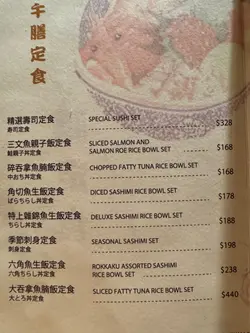 午膳定食
精選壽司定食 SPECIAL SUSHI SET $328
寿司定食
三文魚親子飯定食 SLICED SALMON AND $168
鮭親子丼定食 SALMON ROE RICE BOWL SET
碎吞拿魚腩飯定食 CHOPPED FATTY TUNA RICE BOWL SET $168
中おち丼定食
角切魚生飯定食 DICED SASHIMI RICE BOWL SET $178
ばらちらし丼定食
特上雜錦魚生飯定食 DELUXE SASHIMI RICE BOWL SET $188
ちらし丼定食
季節刺身定食 SEASONAL SASHIMI SET $198
刺身定食
六角魚生飯定食 ROKKAKU ASSORTED SASHIMI $238
六角ちらし丼定食 RICE BOWL SET
大吞拿魚腩飯定食 SLICED FATTY TUNA RICE BOWL SET $440
大とろ丼定食